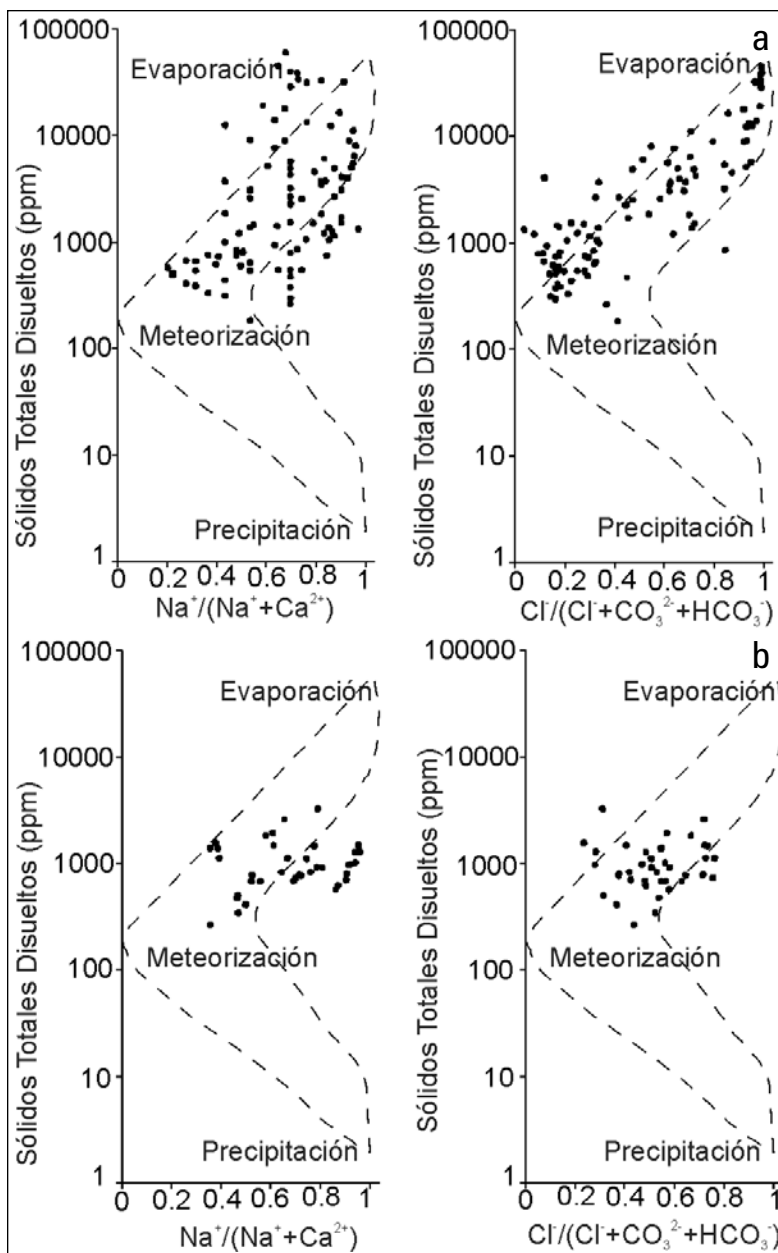 a
100000
10000
1000
100
10
1
Sólidos Totales Disueltos (ppm)
Evaporación
Meteorización
Precipitación
0 0.2 0.4 0.6 0.8 1
Na⁺/(Na⁺+Ca²⁺)
100000
10000
1000
100
10
1
Sólidos Totales Disueltos (ppm)
Evaporación
Meteorización
Precipitación
0 0.2 0.4 0.6 0.8 1
Cl⁻/(Cl⁻+CO₃²⁻+HCO₃⁻)
b
100000
10000
1000
100
10
1
Sólidos Totales Disueltos (ppm)
Evaporación
Meteorización
Precipitación
0 0.2 0.4 0.6 0.8 1
Na⁺/(Na⁺+Ca²⁺)
100000
10000
1000
100
10
1
Sólidos Totales Disueltos (ppm)
Evaporación
Meteorización
Precipitación
0 0.2 0.4 0.6 0.8 1
Cl⁻/(Cl⁻+CO₃²⁻+HCO₃⁻)